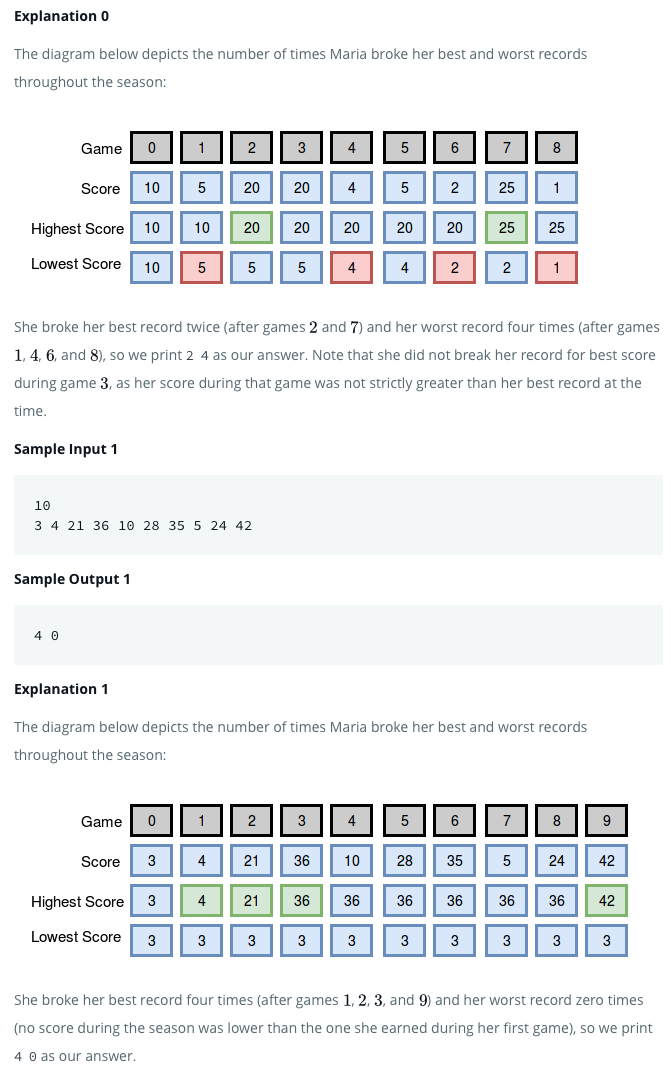 Explanation 0
The diagram below depicts the number of times Maria broke her best and worst records
throughout the season:
Game 0 1 2 3 4 5 6 7 8
Score 10 5 20 20 4 5 2 25 1
Highest Score 10 10 20 20 20 20 20 25 25
Lowest Score 10 5 5 5 4 4 2 2 1
She broke her best record twice (after games 2 and 7) and her worst record four times (after games
1, 4, 6, and 8), so we print 2 4 as our answer. Note that she did not break her record for best score
during game 3, as her score during that game was not strictly greater than her best record at the
time.
Sample Input 1
10
3 4 21 36 10 28 35 5 24 42
Sample Output 1
4 0
Explanation 1
The diagram below depicts the number of times Maria broke her best and worst records
throughout the season:
Game 0 1 2 3 4 5 6 7 8 9
Score 3 4 21 36 10 28 35 5 24 42
Highest Score 3 4 21 36 36 36 36 36 36 42
Lowest Score 3 3 3 3 3 3 3 3 3 3
She broke her best record four times (after games 1, 2, 3, and 9) and her worst record zero times
(no score during the season was lower than the one she earned during her first game), so we print
4 0 as our answer.